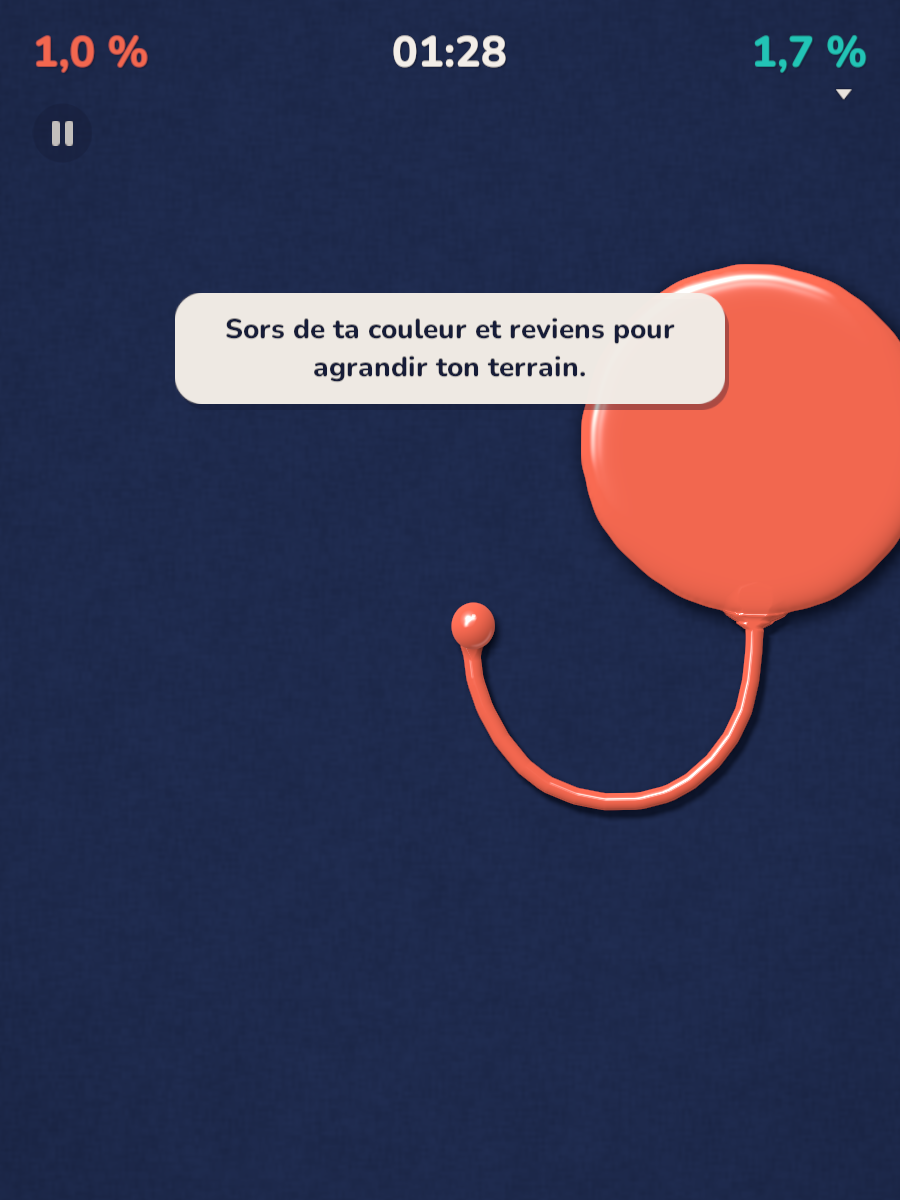 1,0 % 01:28 1,7 %
Sors de ta couleur et reviens pour
agrandir ton terrain.